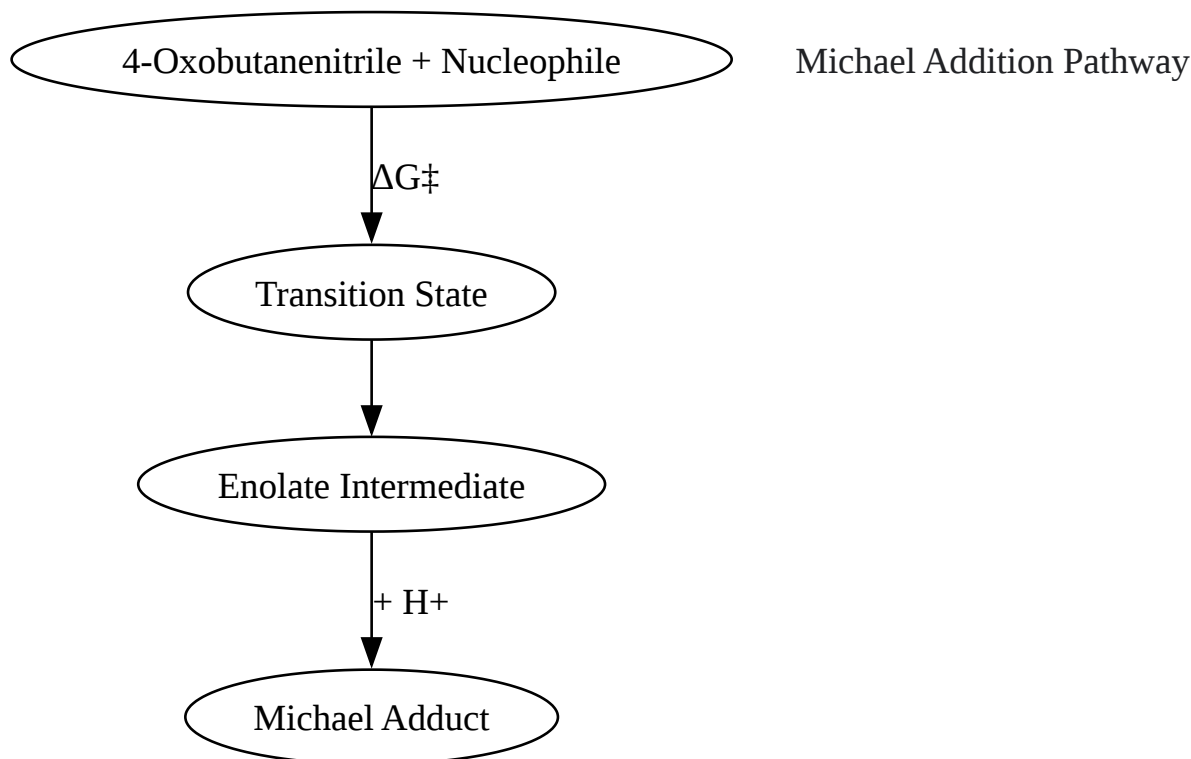 4-Oxobutanenitrile + Nucleophile
Michael Addition Pathway
ΔG‡
Transition State
Enolate Intermediate
+ H+
Michael Adduct